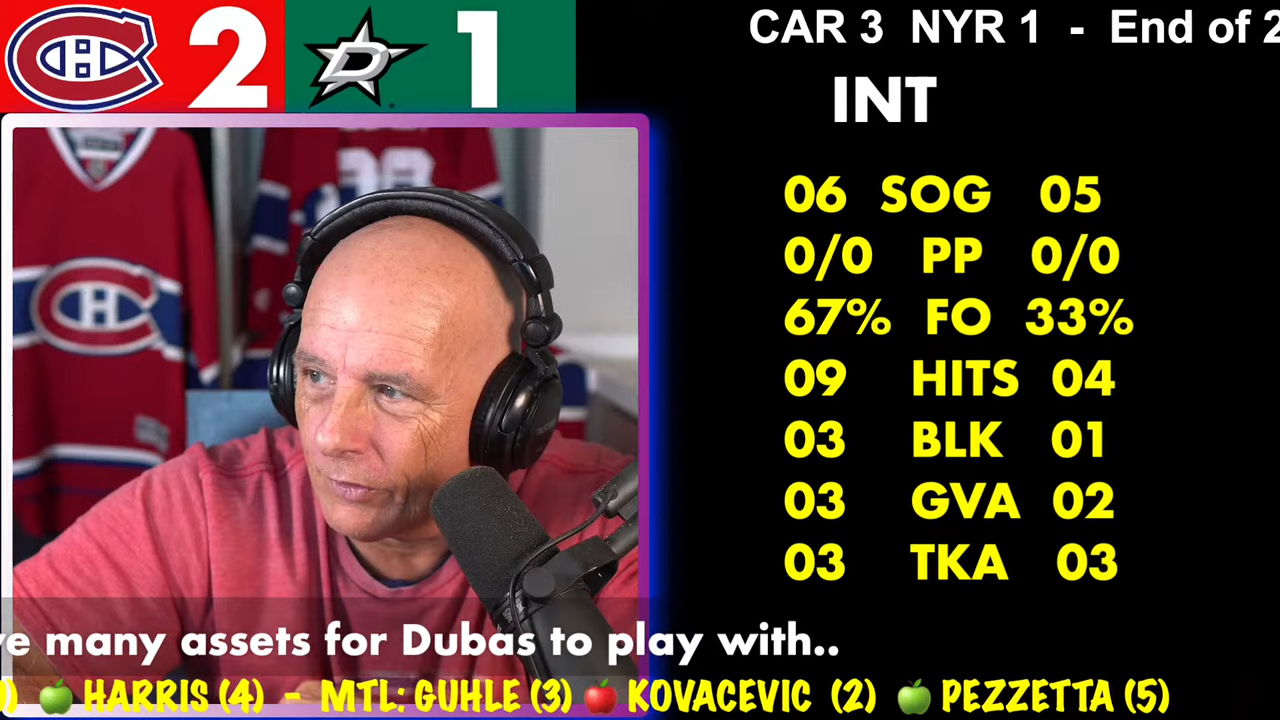 2 1
CAR 3 NYR 1 - End of 2
INT
06 SOG 05
0/0 PP 0/0
67% FO 33%
09 HITS 04
03 BLK 01
03 GVA 02
03 TKA 03
ve many assets for Dubas to play with..
) 🍏 HARRIS (4) - MTL: GUHLE (3) 🍎 KOVACEVIC (2) 🍏 PEZZETTA (5)